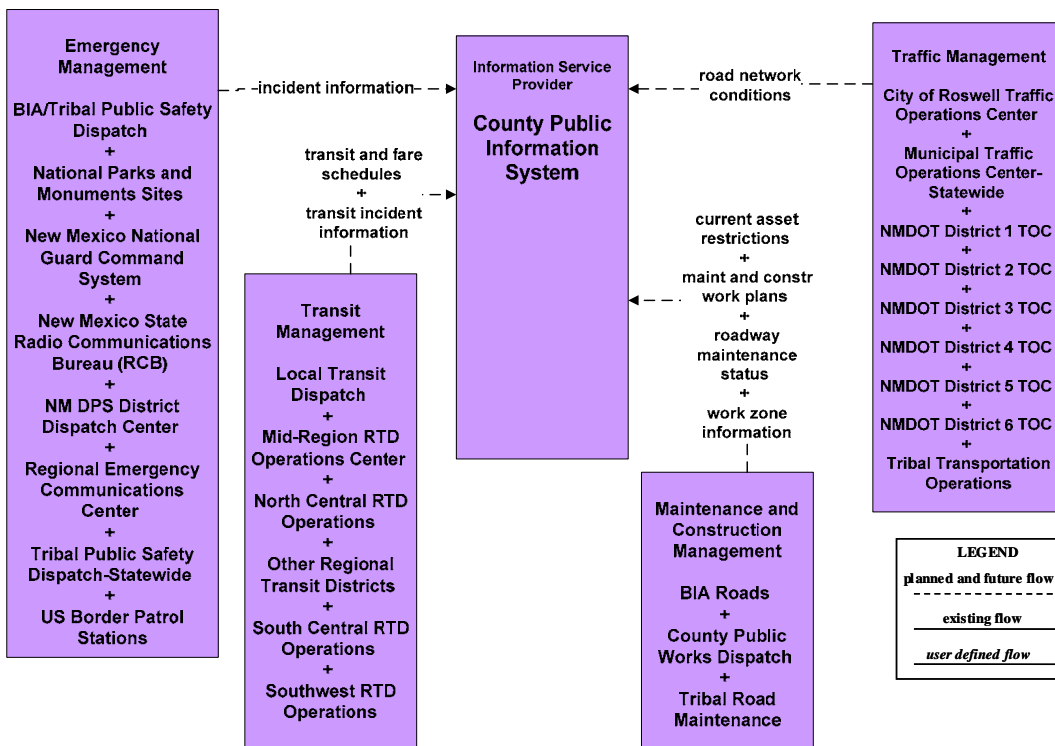 Emergency
Management
BIA/Tribal Public Safety
Dispatch
+
National Parks and
Monuments Sites
+
New Mexico National
Guard Command
System
+
New Mexico State
Radio Communications
Bureau (RCB)
+
NM DPS District
Dispatch Center
+
Regional Emergency
Communications
Center
+
Tribal Public Safety
Dispatch-Statewide
+
US Border Patrol
Stations
incident information
transit and fare
schedules
+
transit incident
information
Transit
Management
Local Transit
Dispatch
+
Mid-Region RTD
Operations Center
+
North Central RTD
Operations
+
Other Regional
Transit Districts
+
South Central RTD
Operations
+
Southwest RTD
Operations
Information Service
Provider
County Public
Information
System
road network
conditions
current asset
restrictions
+
maint and constr
work plans
+
roadway
maintenance
status
+
work zone
information
Maintenance and
Construction
Management
BIA Roads
+
County Public
Works Dispatch
+
Tribal Road
Maintenance
Traffic Management
City of Roswell Traffic
Operations Center
+
Municipal Traffic
Operations Center-
Statewide
+
NMDOT District 1 TOC
+
NMDOT District 2 TOC
+
NMDOT District 3 TOC
+
NMDOT District 4 TOC
+
NMDOT District 5 TOC
+
NMDOT District 6 TOC
+
Tribal Transportation
Operations
LEGEND
planned and future flow
existing flow
user defined flow